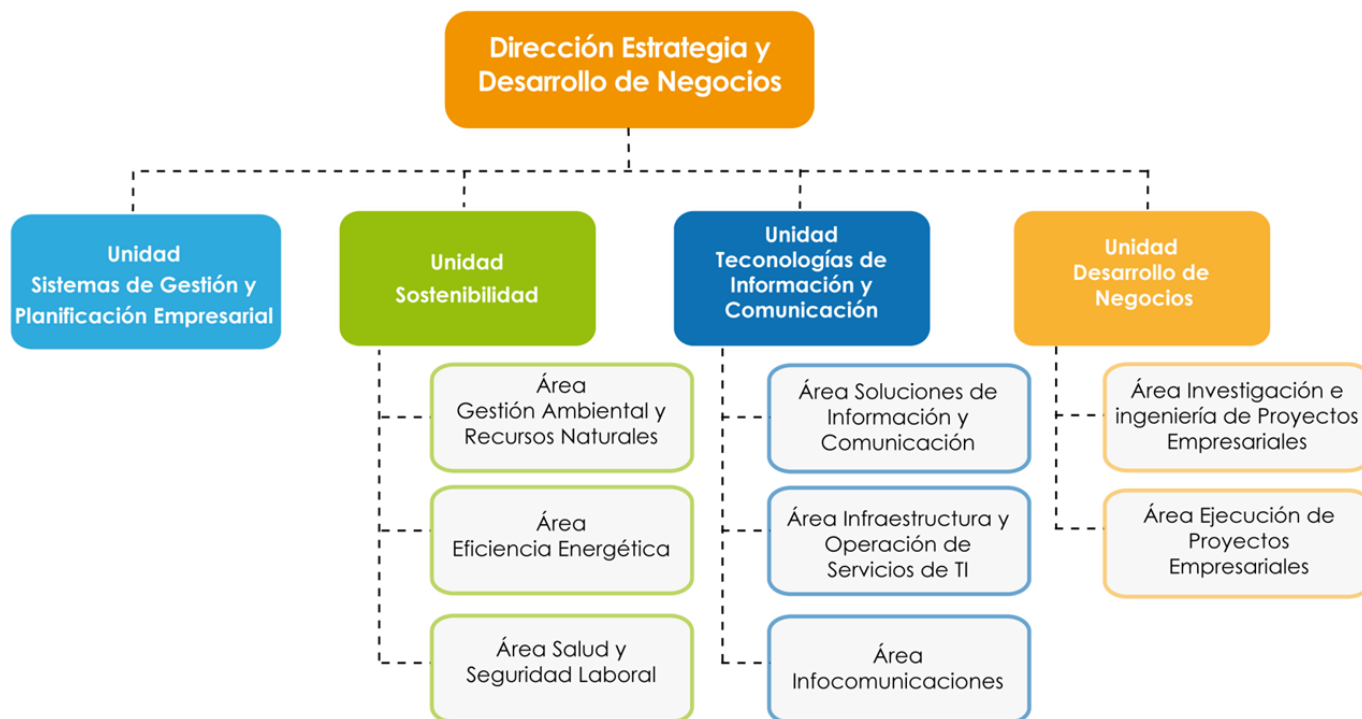 Dirección Estrategia y
Desarrollo de Negocios
Unidad
Sistemas de Gestión y
Planificación Empresarial
Unidad
Sostenibilidad
Unidad
Teconologías de
Información y
Comunicación
Unidad
Desarrollo de
Negocios
Área
Gestión Ambiental y
Recursos Naturales
Área
Eficiencia Energética
Área Salud y
Seguridad Laboral
Área Soluciones de
Información y
Comunicación
Área Infraestructura y
Operación de
Servicios de TI
Área
Infocomunicaciones
Área Investigación e
ingeniería de Proyectos
Empresariales
Área Ejecución de
Proyectos
Empresariales